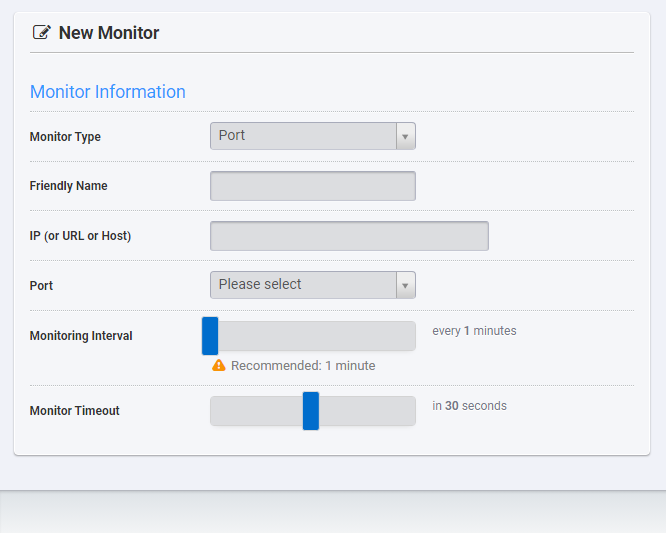 New Monitor
Monitor Information
Monitor Type
Port
Friendly Name
IP (or URL or Host)
Port
Please select
Monitoring Interval
every 1 minutes
Recommended: 1 minute
Monitor Timeout
in 30 seconds